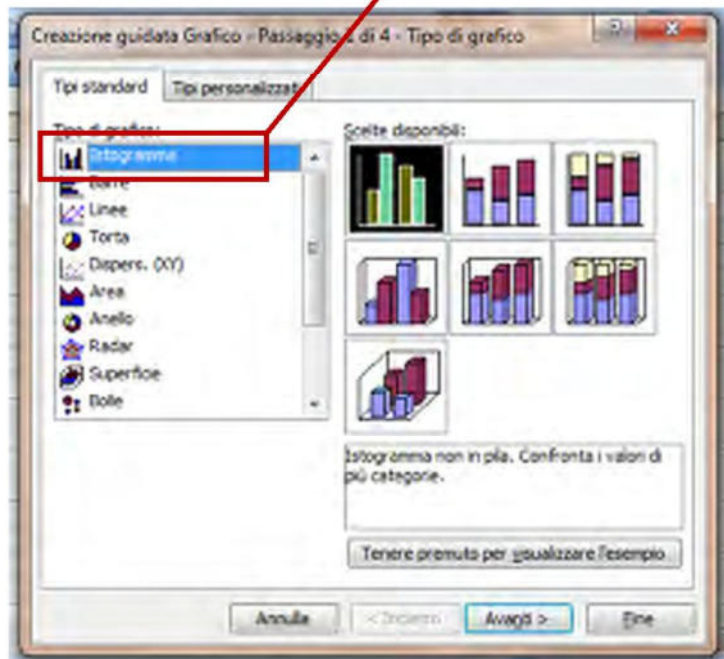 Creazione guidata Grafico - Passaggio 1 di 4 - Tipo di grafico
Tipi standard
Tipi personalizzati
Tipo di grafico:
Istogramma
Barre
Linee
Torta
Dispers. (XY)
Area
Anello
Radar
Superficie
Bolle
Scelte disponibili:
Istogramma non in pila. Confronta i valori di
più categorie.
Tenere premuto per visualizzare l'esempio
Annulla
< Indietro
Avanti >
Fine